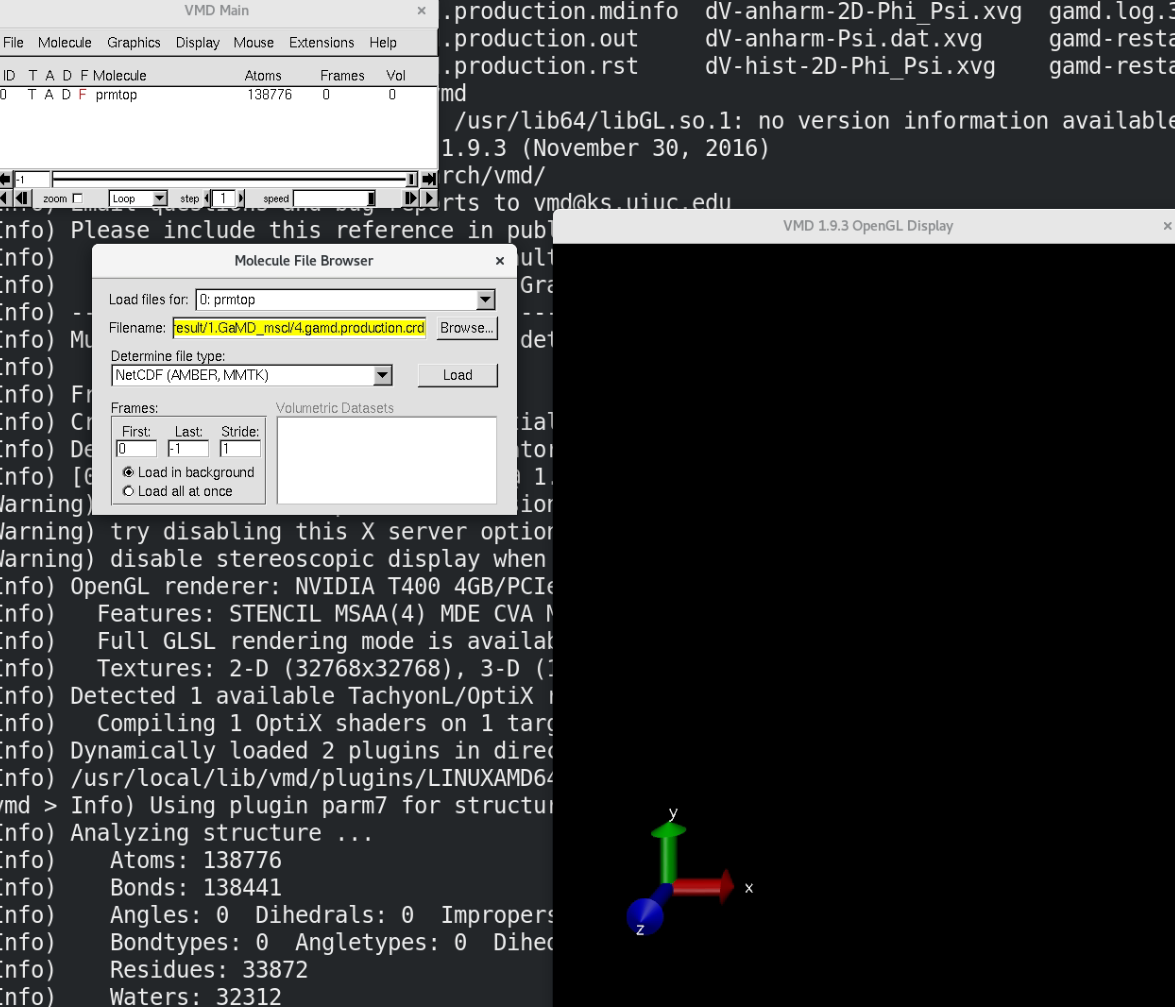 VMD Main ×
File Molecule Graphics Display Mouse Extensions Help
ID T A D F Molecule Atoms Frames Vol
0 T A D F prmtop 138776 0 0
-1
zoom Loop step 1 speed
.production.mdinfo dV-anharm-2D-Phi_Psi.xvg gamd.log.3
.production.out dV-anharm-Psi.dat.xvg gamd-resta
.production.rst dV-hist-2D-Phi_Psi.xvg gamd-resta
md
/usr/lib64/libGL.so.1: no version information available
1.9.3 (November 30, 2016)
rch/vmd/
Info) Email questions and bug reports to vmd@ks.uiuc.edu
Info) Please include this reference in publ
Info) ult
Info) Gra
Info) --
Info) Mu det
Info)
Info) Fr
Info) Cr ial
Info) De ator
Info) [0 1.
Warning) sion
Warning) try disabling this X server option
Warning) disable stereoscopic display when
Info) OpenGL renderer: NVIDIA T400 4GB/PCIe
Info) Features: STENCIL MSAA(4) MDE CVA N
Info) Full GLSL rendering mode is availab
Info) Textures: 2-D (32768x32768), 3-D (1
Info) Detected 1 available TachyonL/OptiX
Info) Compiling 1 OptiX shaders on 1 targ
Info) Dynamically loaded 2 plugins in direc
Info) /usr/local/lib/vmd/plugins/LINUXAMD64
vmd > Info) Using plugin parm7 for structur
Info) Analyzing structure ...
Info) Atoms: 138776
Info) Bonds: 138441
Info) Angles: 0 Dihedrals: 0 Impropers
Info) Bondtypes: 0 Angletypes: 0 Dihed
Info) Residues: 33872
Info) Waters: 32312
Molecule File Browser ×
Load files for: 0: prmtop
Filename: result/1.GaMD_mscl/4.gamd.production.crd Browse...
Determine file type:
NetCDF (AMBER, MMTK) Load
Frames: Volumetric Datasets
First: Last: Stride:
0 -1 1
Load in background
Load all at once
VMD 1.9.3 OpenGL Display ×
y
x
z